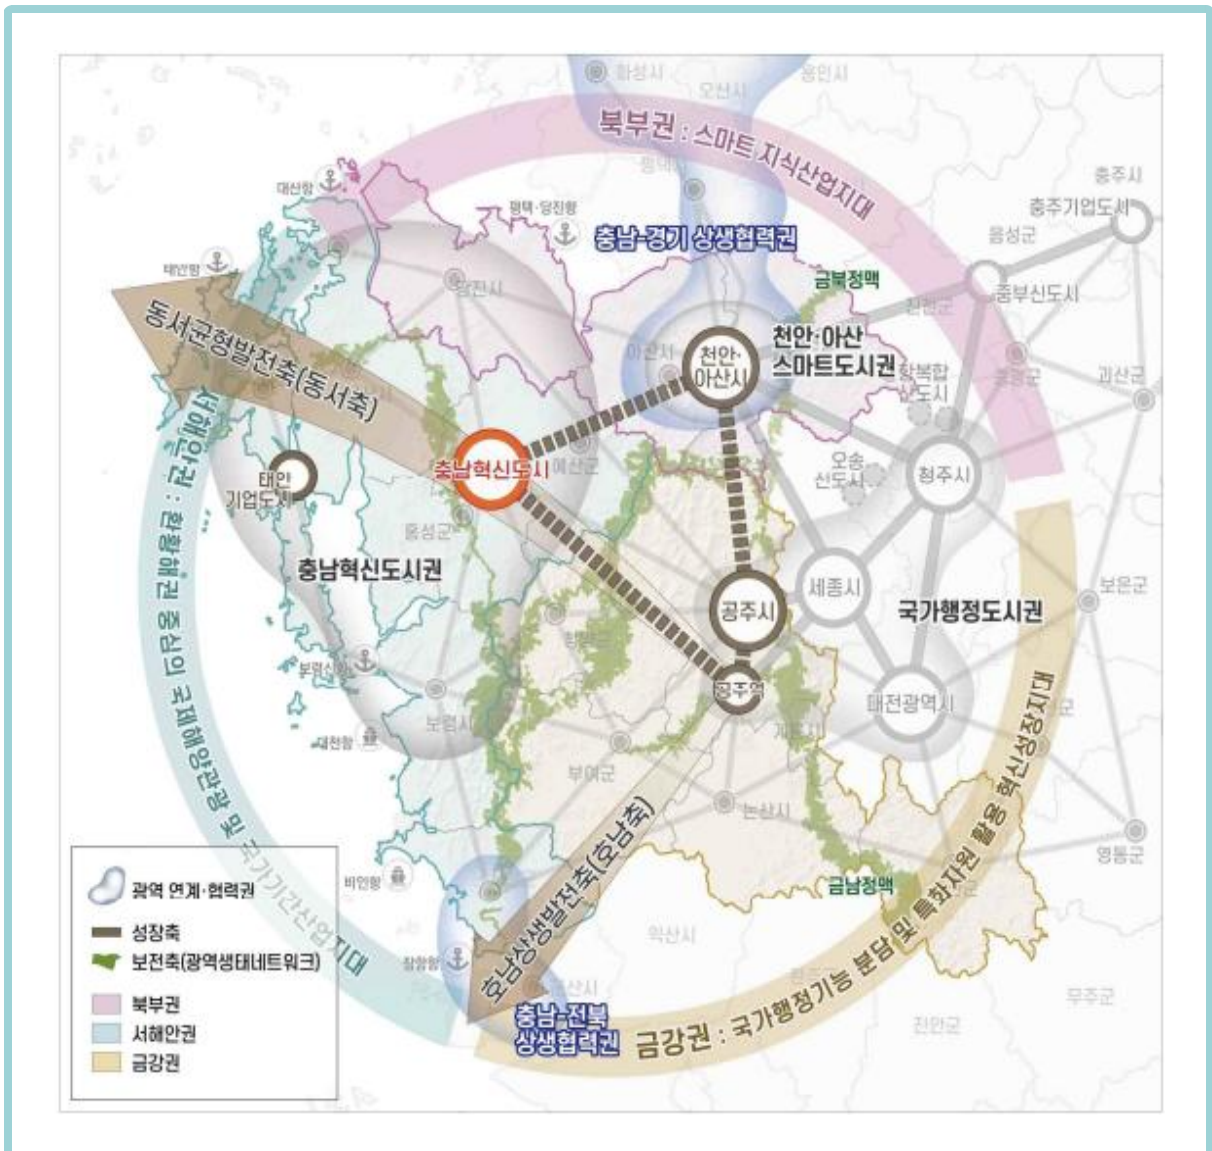 화성시
용인시
오산시
북부권 : 스마트 지식산업지대
충주시
대산항
평택·당진항
충주기업도시
음성군
충남-경기 상생협력권
태안항
금북정맥
당진시
중부신도시
진천군
동서균형발전축(동서축)
아산시
천안·
아산시
천안·아산
스마트도시권
괴산군
충남혁신도시
예산군
오송
신도시
청주시
태안
기업도시
홍성군
충남혁신도시권
서해안권 : 환황해권 중심의 국제해양관광 및 국가기간산업지대
세종시
보은군
공주시
국가행정도시권
보령신항
공주역
대전광역시
계룡시
보령시
대천항
부여군
논산시
호남상생발전축(호남축)
영동군
비인항
금남정맥
익산시
장항항
군산시
무주군
충남-전북
상생협력권
진안군
금강권 : 국가행정기능 분담 및 특화자원 활용 혁신성장지대
광역 연계·협력권
성장축
보전축(광역생태네트워크)
북부권
서해안권
금강권